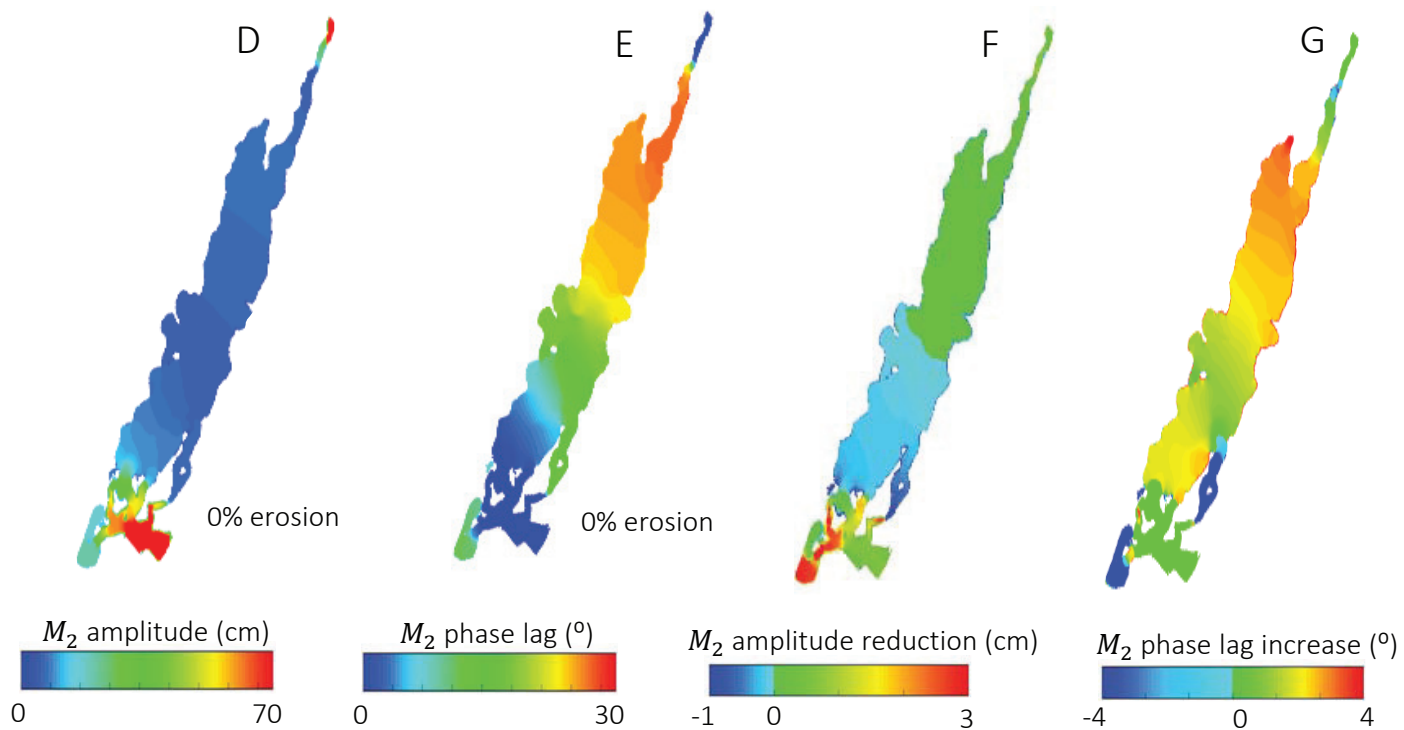 D
E
F
G
0% erosion
0% erosion
M₂ amplitude (cm)
0
70
M₂ phase lag (º)
0
30
M₂ amplitude reduction (cm)
-1
0
3
M₂ phase lag increase (º)
-4
0
4